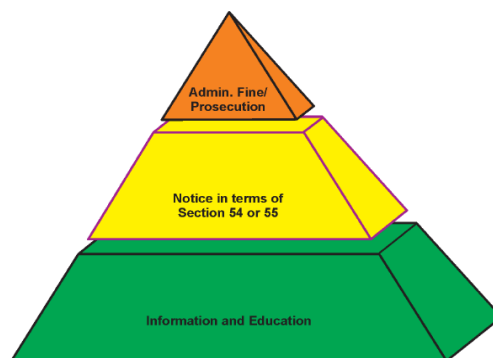 Admin. Fine/
Prosecution
Notice in terms of
Section 54 or 55
Information and Education